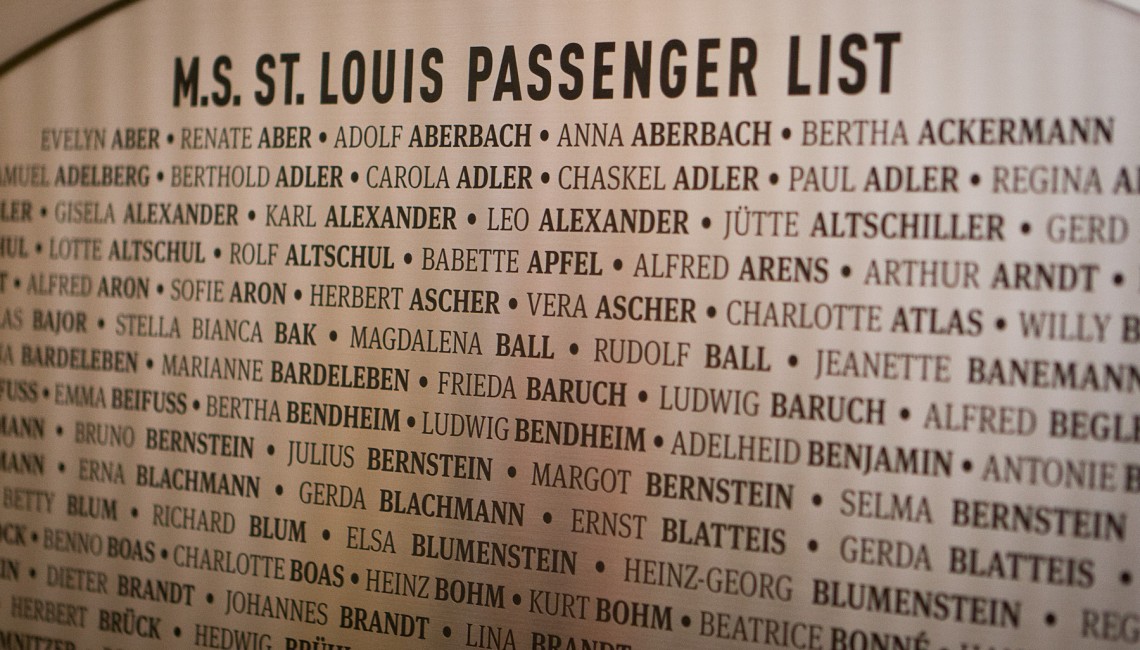 M.S. ST. LOUIS PASSENGER LIST
EVELYN ABER • RENATE ABER • ADOLF ABERBACH • ANNA ABERBACH • BERTHA ACKERMANN
ADELBERG • BERTHOLD ADLER • CAROLA ADLER • CHASKEL ADLER • PAUL ADLER • REGINA
• GISELA ALEXANDER • KARL ALEXANDER • LEO ALEXANDER • JÜTTE ALTSCHILLER • GERD
• LOTTE ALTSCHUL • ROLF ALTSCHUL • BABETTE APFEL • ALFRED ARENS • ARTHUR ARNDT •
• ALFRED ARON • SOFIE ARON • HERBERT ASCHER • VERA ASCHER • CHARLOTTE ATLAS • WILLY
BAJOR • STELLA BIANCA BAK • MAGDALENA BALL • RUDOLF BALL • JEANETTE BANEMANN
BARDELEBEN • MARIANNE BARDELEBEN • FRIEDA BARUCH • LUDWIG BARUCH • ALFRED
• EMMA BEIFUSS • BERTHA BENDHEIM • LUDWIG BENDHEIM • ADELHEID BENJAMIN • ANTONIE
• BRUNO BERNSTEIN • JULIUS BERNSTEIN • MARGOT BERNSTEIN • SELMA BERNSTEIN
• ERNA BLACHMANN • GERDA BLACHMANN • ERNST BLATTEIS • GERDA BLATTEIS •
BETTY BLUM • RICHARD BLUM • ELSA BLUMENSTEIN • HEINZ-GEORG BLUMENSTEIN •
• BENNO BOAS • CHARLOTTE BOAS • HEINZ BOHM • KURT BOHM • BEATRICE BONNÉ •
• DIETER BRANDT • JOHANNES BRANDT • LINA BRANDT
HERBERT BRÜCK • HEDWIG BRÜHL